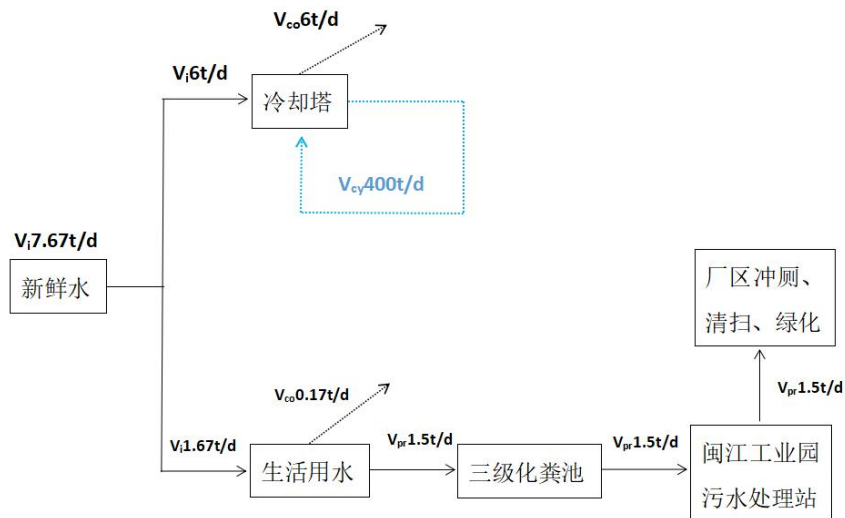 Vco6t/d
Vi6t/d
冷却塔
Vcy400t/d
Vi7.67t/d
新鲜水
厂区冲厕、
清扫、绿化
Vco0.17t/d
Vpr1.5t/d
Vi1.67t/d
Vpr1.5t/d
Vpr1.5t/d
生活用水
三级化粪池
闽江工业园
污水处理站